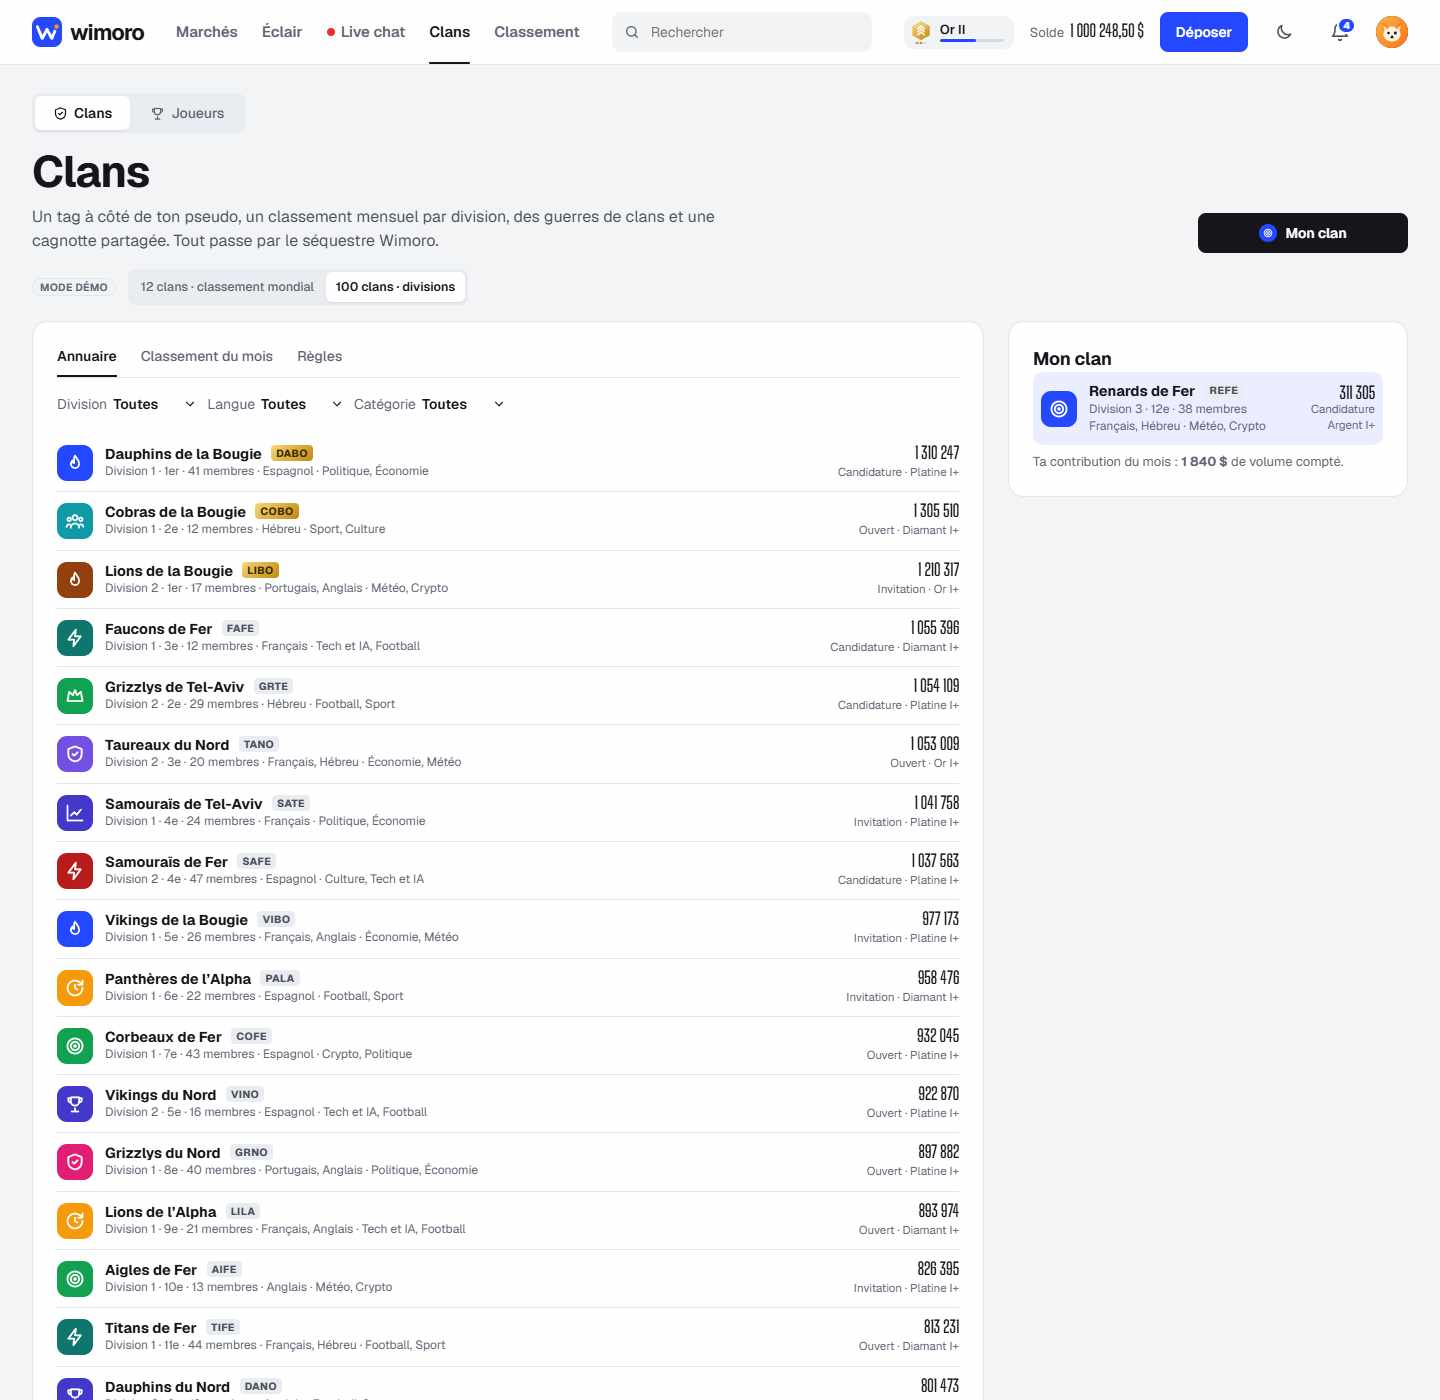 wimoro
Marchés
Éclair
Live chat
Clans
Classement
Rechercher
Or II
Solde 1 000 248,50 $
Déposer
4
Clans
Joueurs
Clans
Un tag à côté de ton pseudo, un classement mensuel par division, des guerres de clans et une
cagnotte partagée. Tout passe par le séquestre Wimoro.
Mon clan
MODE DÉMO
12 clans · classement mondial
100 clans · divisions
Annuaire
Classement du mois
Règles
Division Toutes
Langue Toutes
Catégorie Toutes
Dauphins de la Bougie DABO
Division 1 · 1er · 41 membres · Espagnol · Politique, Économie
1 310 247
Candidature · Platine I+
Cobras de la Bougie COBO
Division 1 · 2e · 12 membres · Hébreu · Sport, Culture
1 305 510
Ouvert · Diamant I+
Lions de la Bougie LIBO
Division 2 · 1er · 17 membres · Portugais, Anglais · Météo, Crypto
1 210 317
Invitation · Or I+
Faucons de Fer FAFE
Division 1 · 3e · 12 membres · Français · Tech et IA, Football
1 055 396
Candidature · Diamant I+
Grizzlys de Tel-Aviv GRTE
Division 2 · 2e · 29 membres · Hébreu · Football, Sport
1 054 109
Candidature · Platine I+
Taureaux du Nord TANO
Division 2 · 3e · 20 membres · Français, Hébreu · Économie, Météo
1 053 009
Ouvert · Or I+
Samouraïs de Tel-Aviv SATE
Division 1 · 4e · 24 membres · Français · Politique, Économie
1 041 758
Invitation · Platine I+
Samouraïs de Fer SAFE
Division 2 · 4e · 47 membres · Espagnol · Culture, Tech et IA
1 037 563
Candidature · Platine I+
Vikings de la Bougie VIBO
Division 1 · 5e · 26 membres · Français, Anglais · Économie, Météo
977 173
Invitation · Platine I+
Panthères de l'Alpha PALA
Division 1 · 6e · 22 membres · Espagnol · Football, Sport
958 476
Invitation · Diamant I+
Corbeaux de Fer COFE
Division 1 · 7e · 43 membres · Espagnol · Crypto, Politique
932 045
Ouvert · Platine I+
Vikings du Nord VINO
Division 2 · 5e · 16 membres · Espagnol · Tech et IA, Football
922 870
Ouvert · Platine I+
Grizzlys du Nord GRNO
Division 1 · 8e · 40 membres · Portugais, Anglais · Politique, Économie
897 882
Ouvert · Platine I+
Lions de l'Alpha LILA
Division 1 · 9e · 21 membres · Français, Anglais · Tech et IA, Football
893 974
Ouvert · Diamant I+
Aigles de Fer AIFE
Division 1 · 10e · 13 membres · Anglais · Météo, Crypto
826 395
Invitation · Platine I+
Titans de Fer TIFE
Division 1 · 11e · 44 membres · Français, Hébreu · Football, Sport
813 231
Ouvert · Diamant I+
Dauphins du Nord DANO
801 473
Mon clan
Renards de Fer REFE
Division 3 · 12e · 38 membres
Français, Hébreu · Météo, Crypto
311 305
Candidature
Argent I+
Ta contribution du mois : 1 840 $ de volume compté.